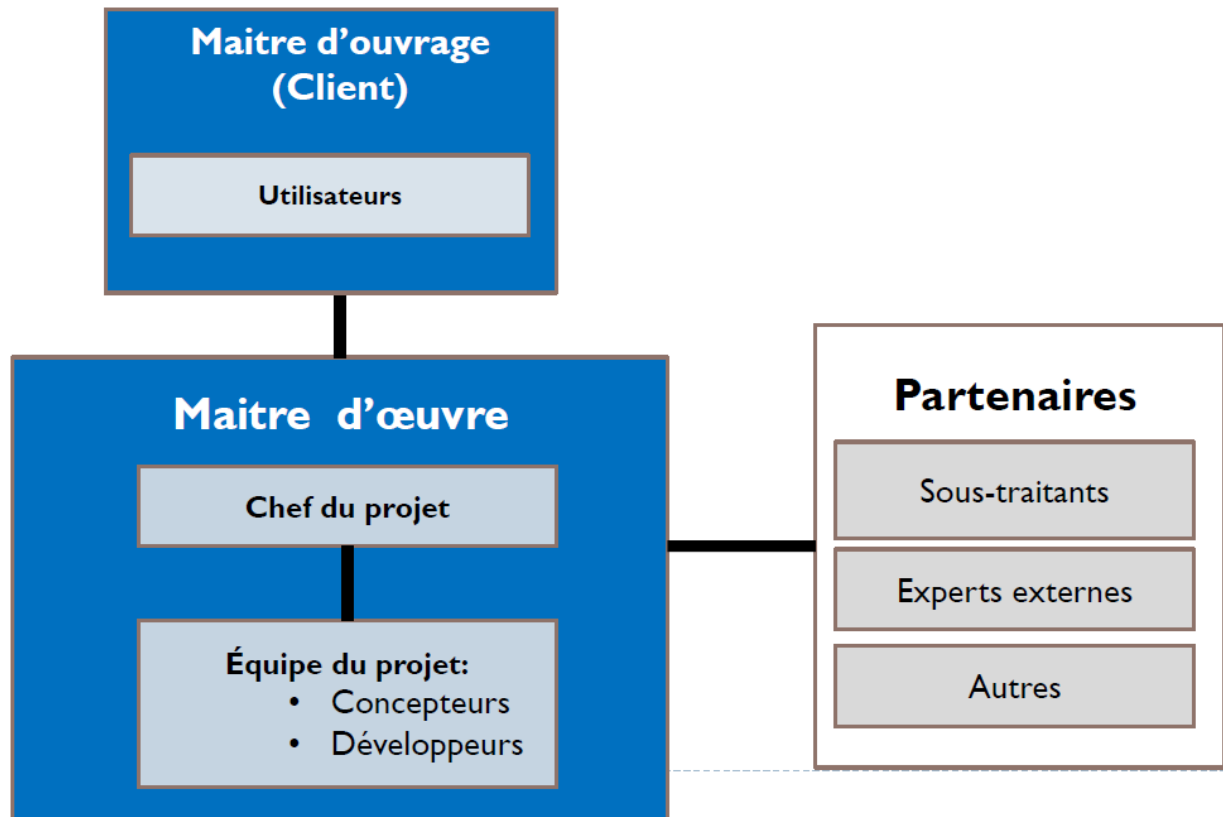 Maitre d’ouvrage
(Client)
Utilisateurs
Maitre d’œuvre
Chef du projet
Équipe du projet:
• Concepteurs
• Développeurs
Partenaires
Sous-traitants
Experts externes
Autres